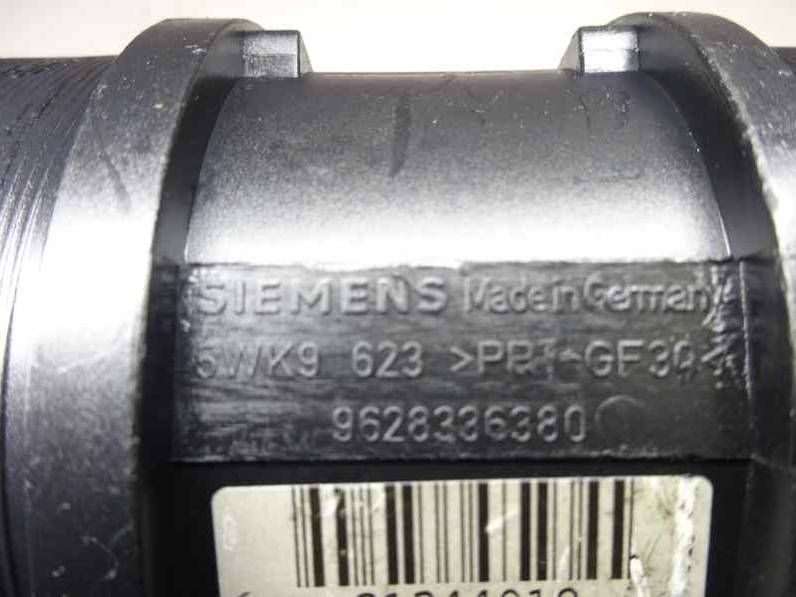 SIEMENS Made in Germany
5WK9 623 >PBT-GF30<
9628336380